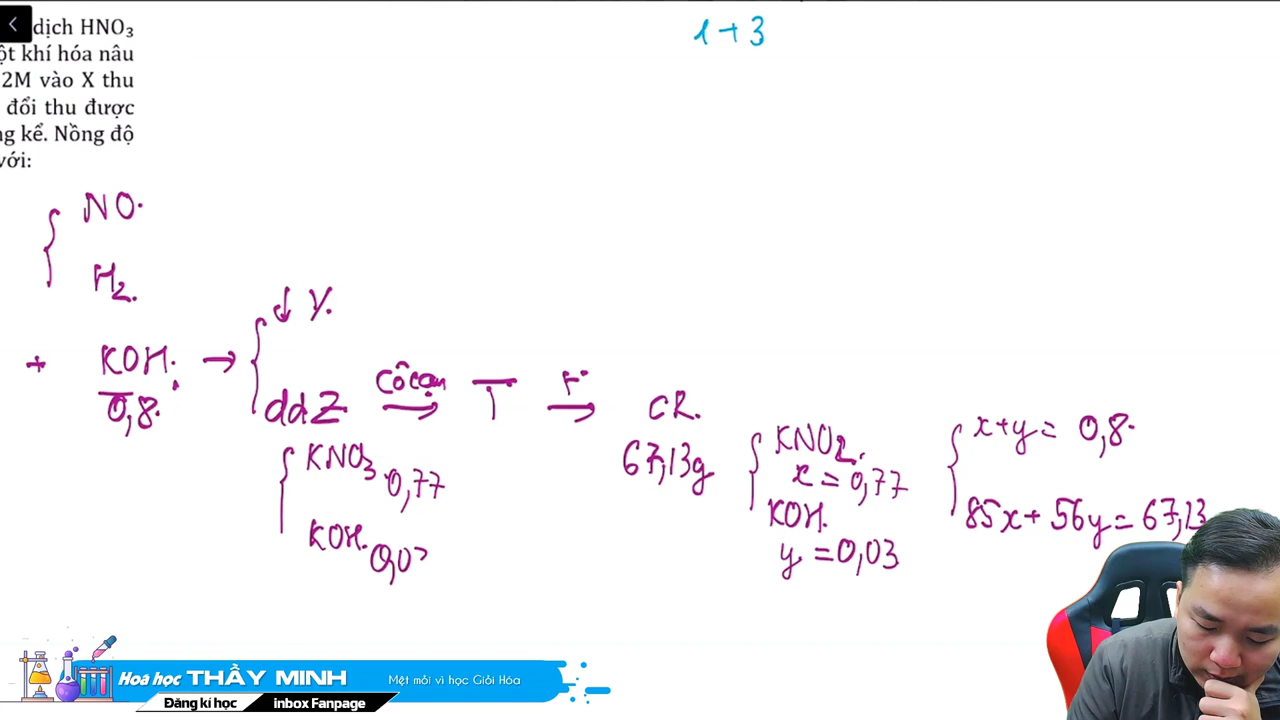 dịch HNO₃
ột khí hóa nâu
2M vào X thu
đổi thu được
ng kể. Nồng độ
với:
1 + 3
NO.
H₂.
+ KOH. → ↓ Y.
0,8.
ddZ. Cô cạn → T → CR.
67,13g
KNO₃ 0,77
KOH.
KNO₂.
x = 0,77
KOH.
y = 0,03
x+y = 0,8.
85x + 56y = 67,13
Hoá học THẦY MINH
Mệt mỏi vì học Giỏi Hóa
Đăng kí học inbox Fanpage